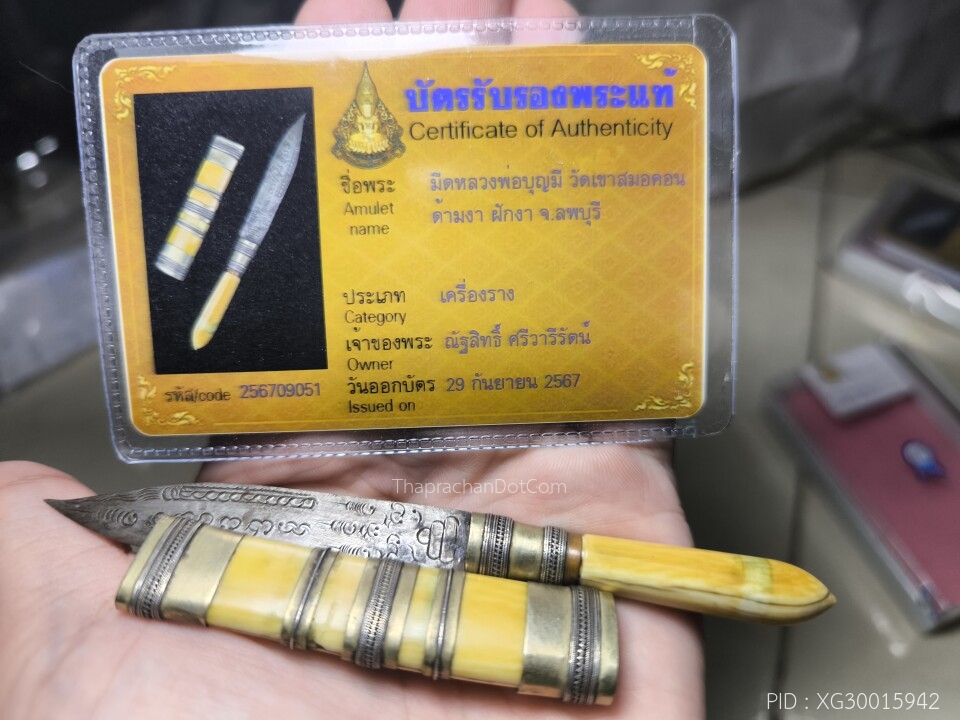 บัตรรับรองพระแท้
Certificate of Authenticity
ชื่อพระ มีดหลวงพ่อบุญมี วัดเขาสมอคอน
Amulet name ด้ามงา ฝักงา จ.ลพบุรี
ประเภท เครื่องราง
Category
เจ้าของพระ ณัฐสิทธิ์ ศรีวารีรัตน์
Owner
รหัส/code 256709051 วันออกบัตร 29 กันยายน 2567
Issued on
ThaprachanDotCom
PID : XG30015942